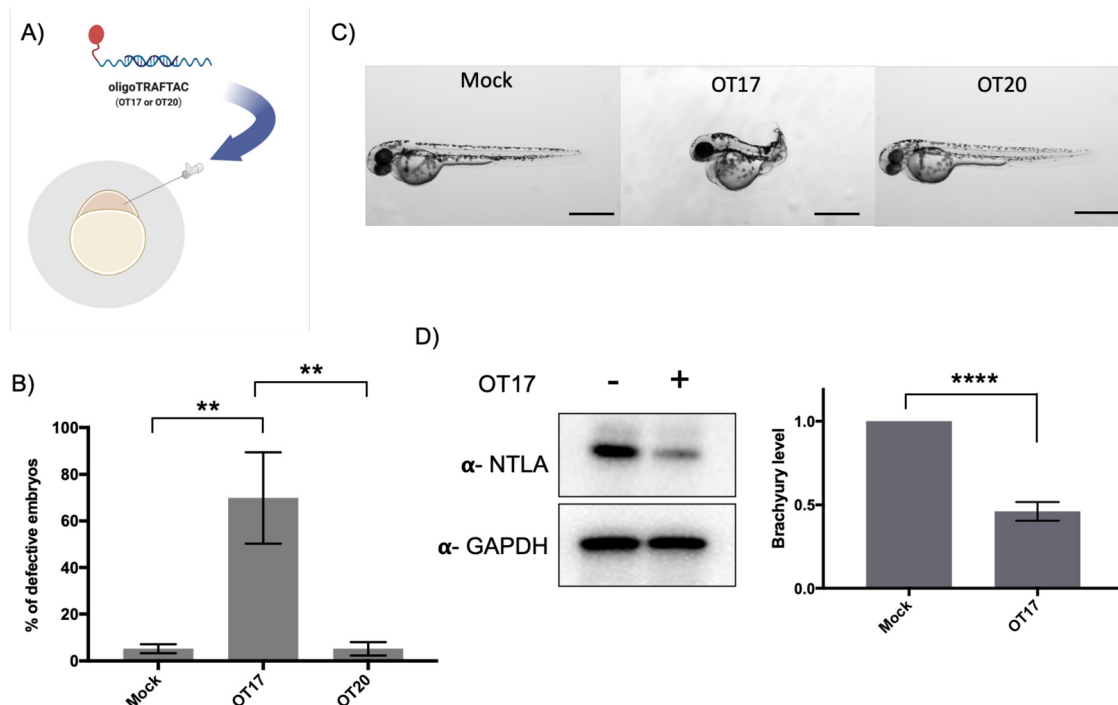 A)
oligoTRAFTAC
(OT17 or OT20)
C)
Mock
OT17
OT20
B)
**
**
% of defective embryos
100
80
60
40
20
0
Mock
OT17
OT20
D)
OT17 - +
α- NTLA
α- GAPDH
****
Brachyury level
1.0
0.5
0.0
Mock
OT17